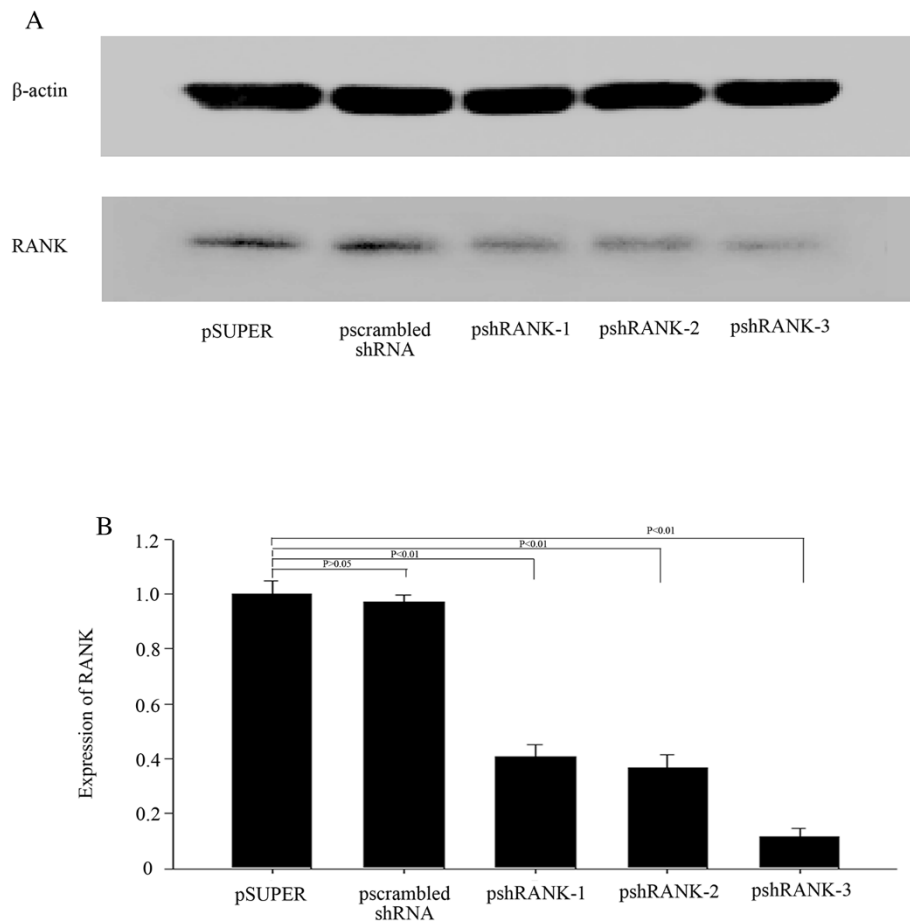 A
β-actin
RANK
pSUPER
pscrambled
shRNA
pshRANK-1
pshRANK-2
pshRANK-3
B
P<0.01
P<0.01
P<0.01
P>0.05
1.2
1.0
0.8
0.6
0.4
0.2
0
Expression of RANK
pSUPER
pscrambled
shRNA
pshRANK-1
pshRANK-2
pshRANK-3